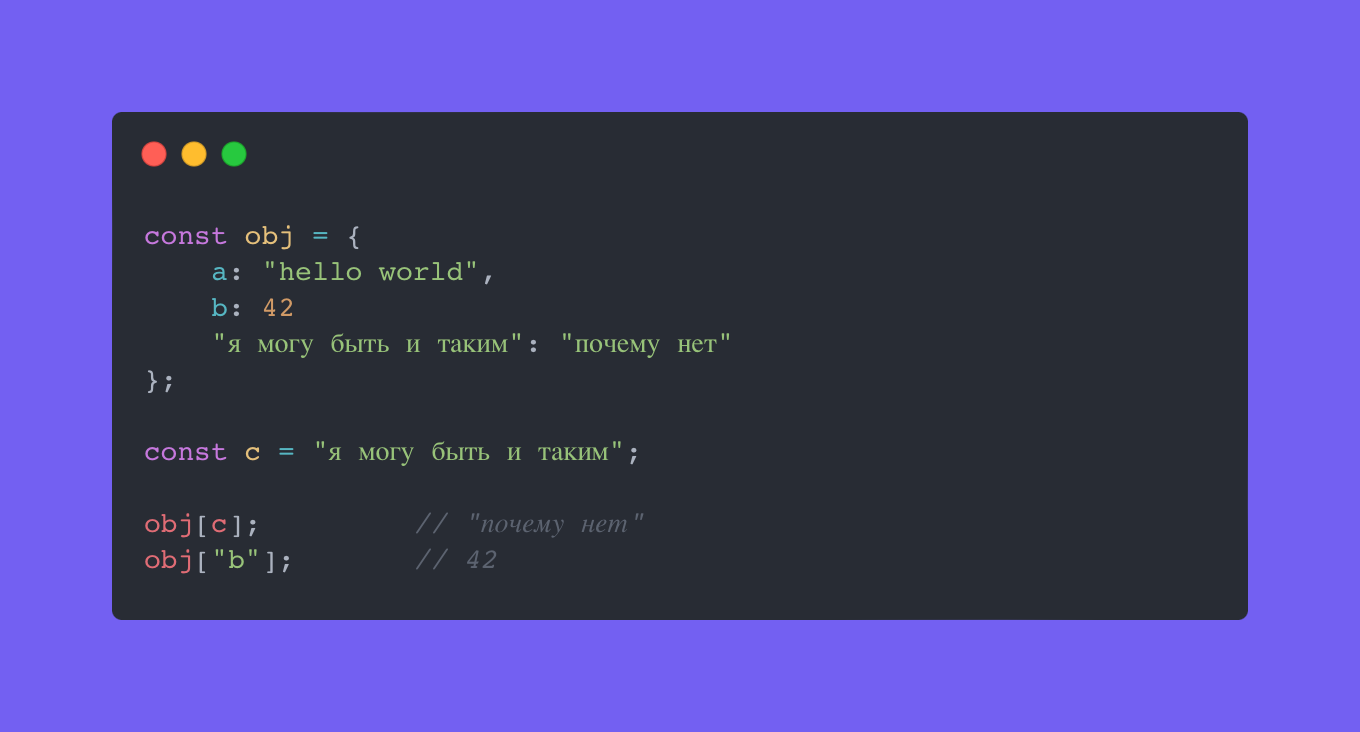 const obj = {
    a: "hello world",
    b: 42
    "я могу быть и таким": "почему нет"
};
const c = "я могу быть и таким";
obj[c];         // "почему нет"
obj["b"];       // 42